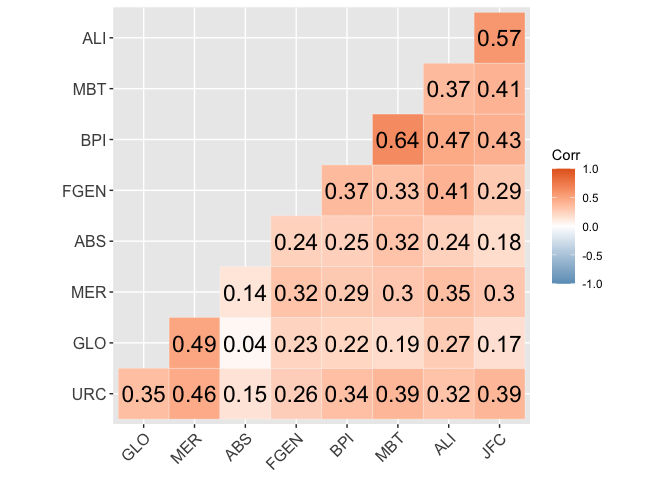 ALI 0.57
MBT 0.37 0.41
BPI 0.64 0.47 0.43
FGEN 0.37 0.33 0.41 0.29
ABS 0.24 0.25 0.32 0.24 0.18
MER 0.14 0.32 0.29 0.3 0.35 0.3
GLO 0.49 0.04 0.23 0.22 0.19 0.27 0.17
URC 0.35 0.46 0.15 0.26 0.34 0.39 0.32 0.39
GLO MER ABS FGEN BPI MBT ALI JFC
Corr
1.0
0.5
0.0
-0.5
-1.0